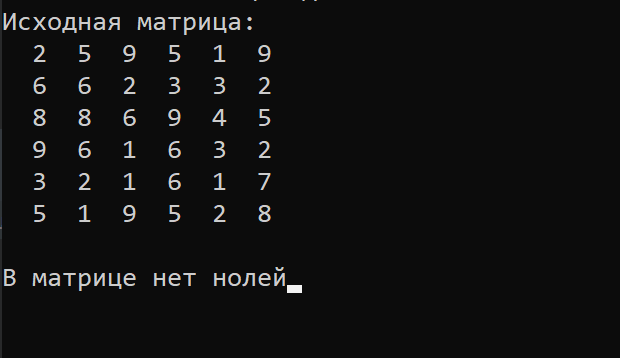 Исходная матрица:
2 5 9 5 1 9
6 6 2 3 3 2
8 8 6 9 4 5
9 6 1 6 3 2
3 2 1 6 1 7
5 1 9 5 2 8
В матрице нет нолей